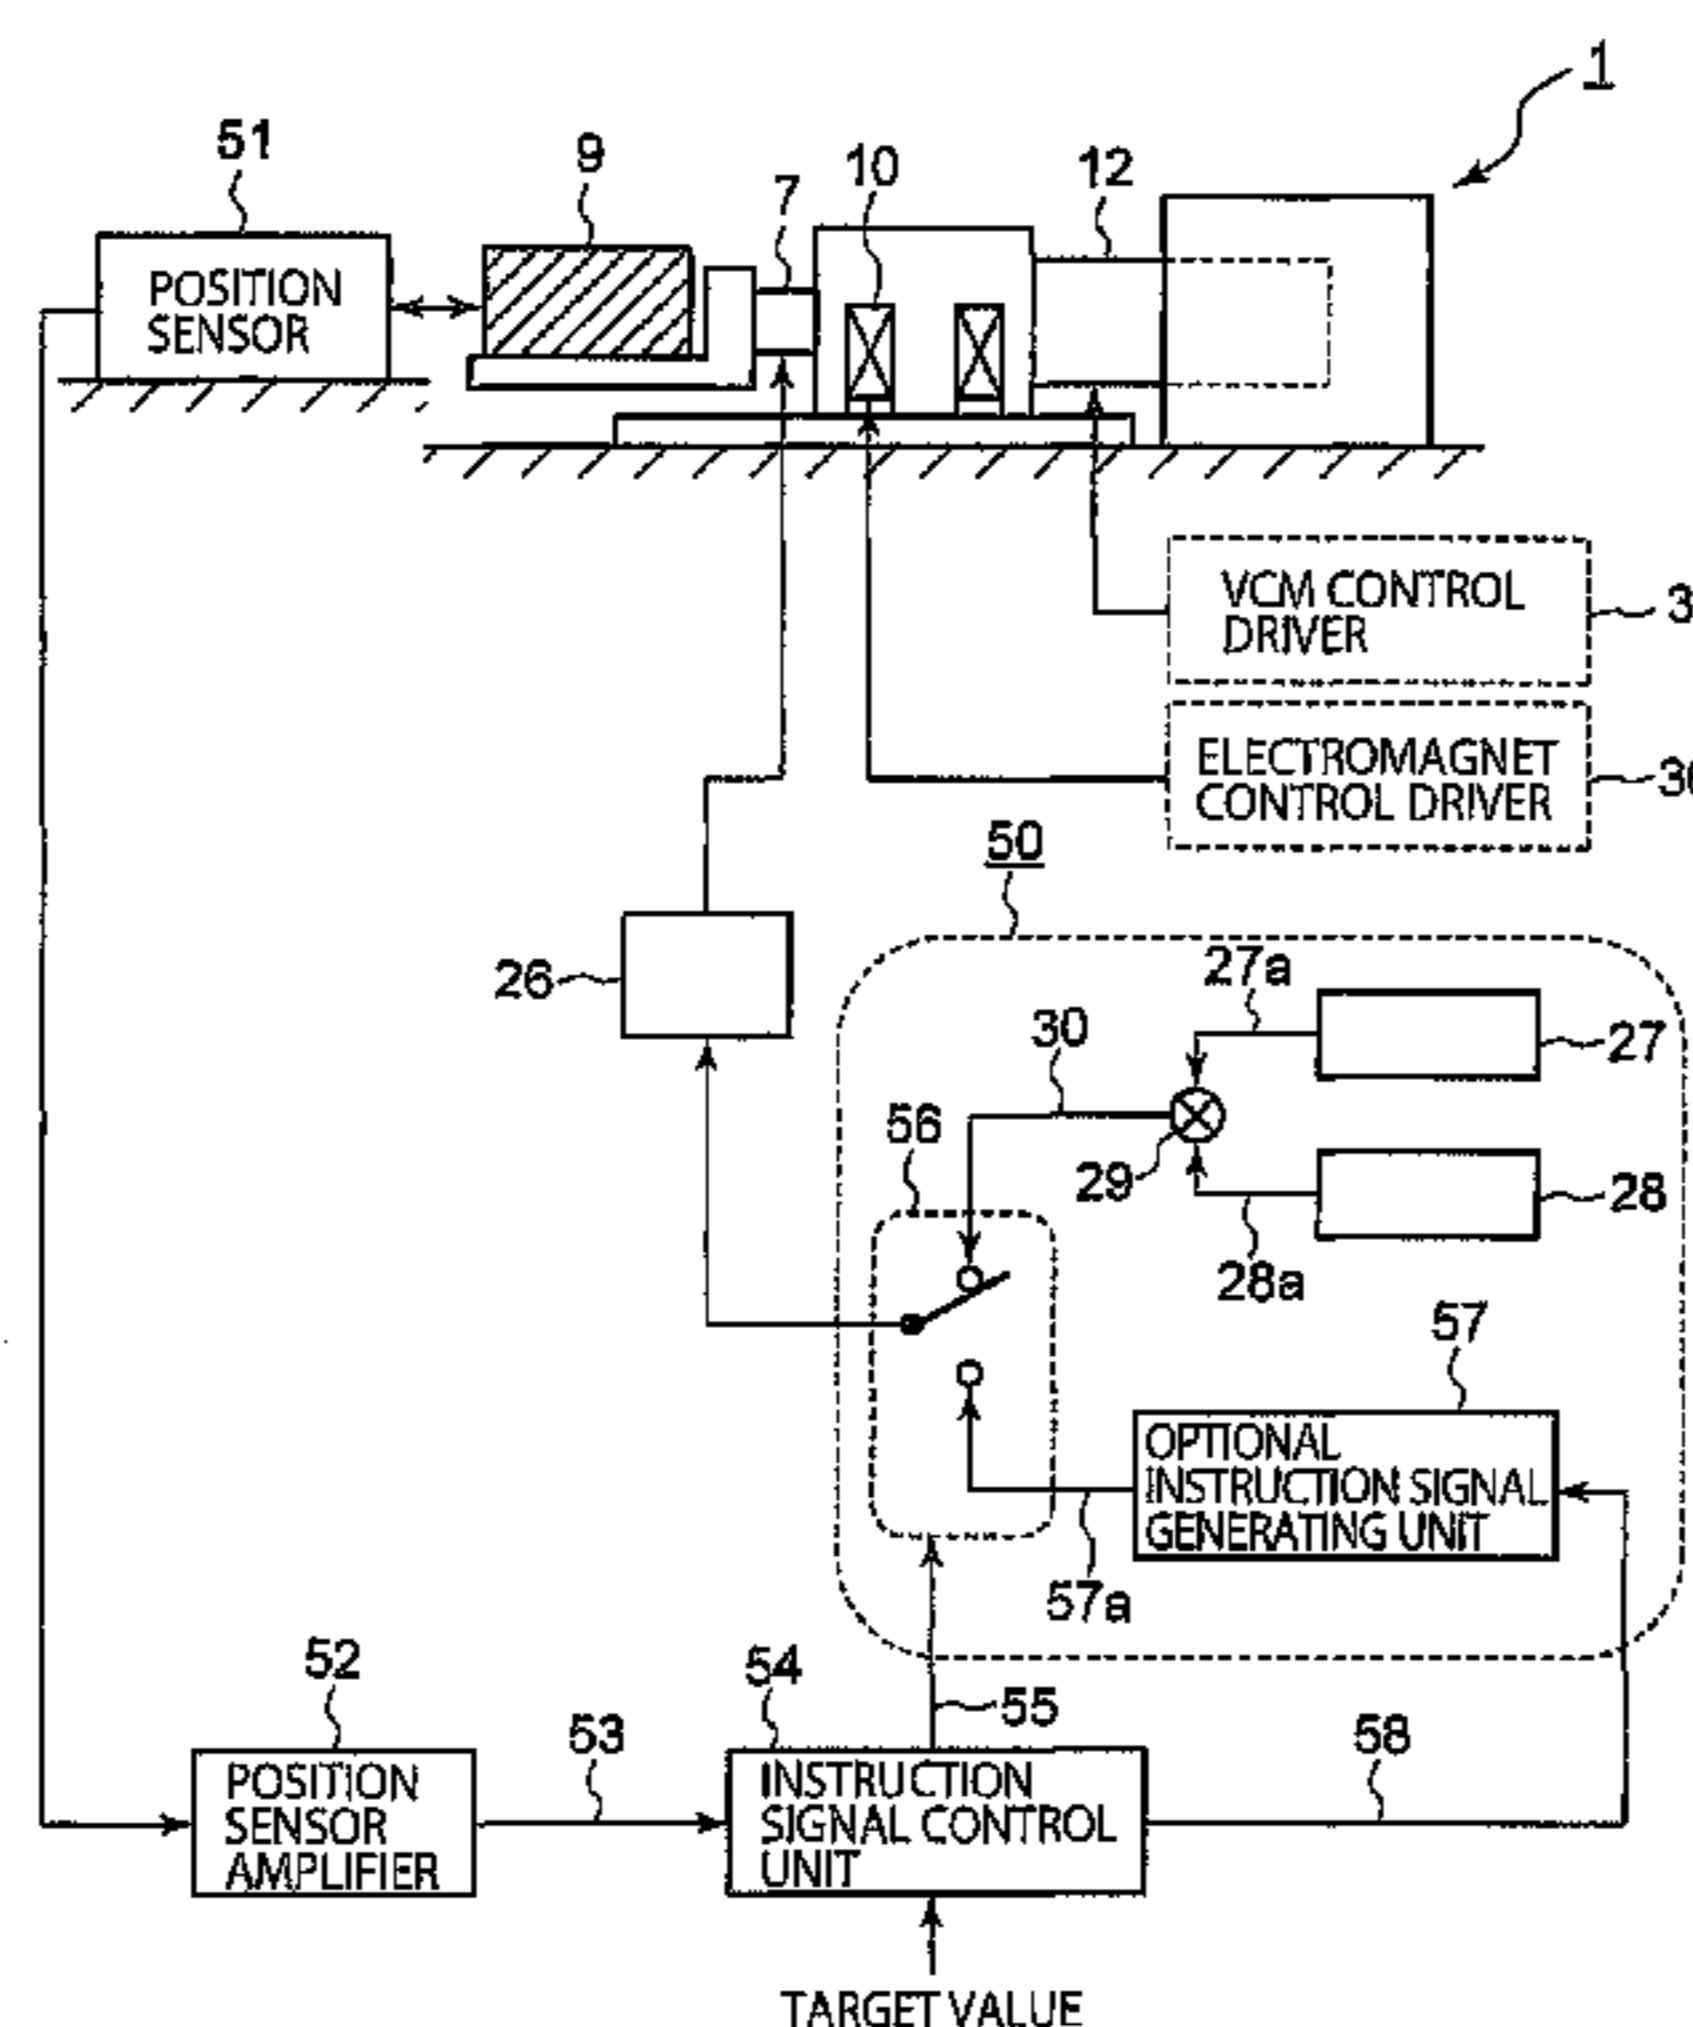 1
51
9
7
10
12
POSITION
SENSOR
VCM CONTROL
DRIVER
3
ELECTROMAGNET
CONTROL DRIVER
50
26
27a
27
30
56
29
28
28a
57
OPTIONAL
INSTRUCTION SIGNAL
GENERATING UNIT
57a
52
53
54
55
58
POSITION
SENSOR
AMPLIFIER
INSTRUCTION
SIGNAL CONTROL
UNIT
TARGET VALUE